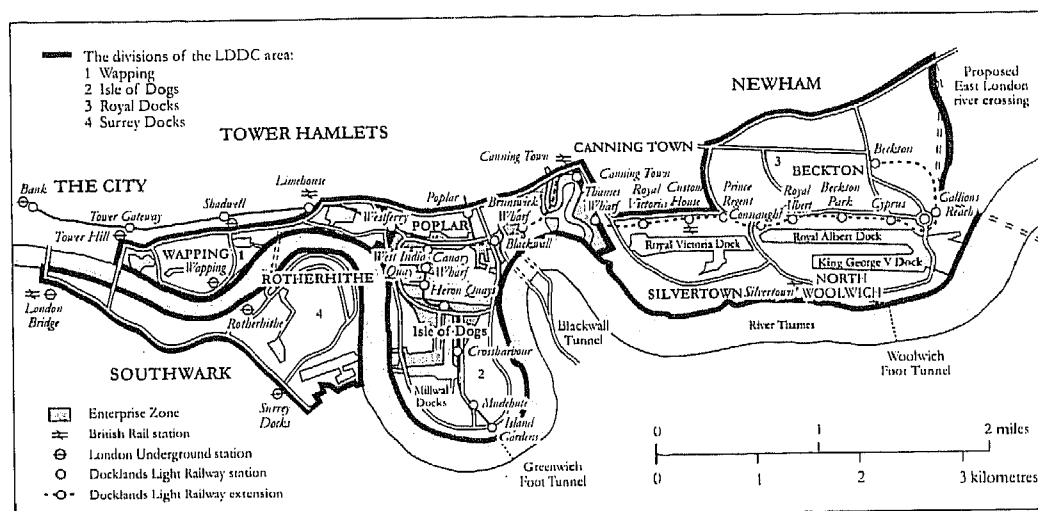 The divisions of the LDDC area:
1 Wapping
2 Isle of Dogs
3 Royal Docks
4 Surrey Docks
NEWHAM
Proposed
East London
river crossing
TOWER HAMLETS
Canning Town
CANNING TOWN
3
Beckton
BECKTON
Bank
THE CITY
Limehouse
Poplar
Canning Town
Shadwell
Tower Gateway
Tower Hill
Westferry
POPLAR
Brunswick
Wharf
Blackwall
Thames
Wharf
Royal
Victoria
Custom
House
Prince
Regent
Connaught
Royal
Albert
Beckton
Park
Cyprus
Gallions
Reach
WAPPING
Wapping
1
West India
Quay
Canary
Wharf
Heron Quays
Royal Victoria Dock
Royal Albert Dock
King George V Dock
ROTHERHITHE
London
Bridge
Rotherhithe
4
SILVERTOWN
Silvertown
NORTH
WOOLWICH
Isle of Dogs
Blackwall
Tunnel
River Thames
Crossharbour
2
SOUTHWARK
Woolwich
Foot Tunnel
Surrey
Docks
Millwal
Docks
Mudchute
Island
Gardens
Greenwich
Foot Tunnel
Enterprise Zone
British Rail station
London Underground station
Docklands Light Railway station
Docklands Light Railway extension
0 1 2 miles
0 1 2 3 kilometres